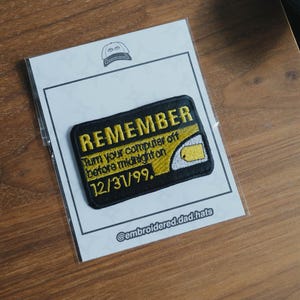 REMEMBER
Turn your computer off
before midnight on
12/31/99.
@embroidered.dad.hats